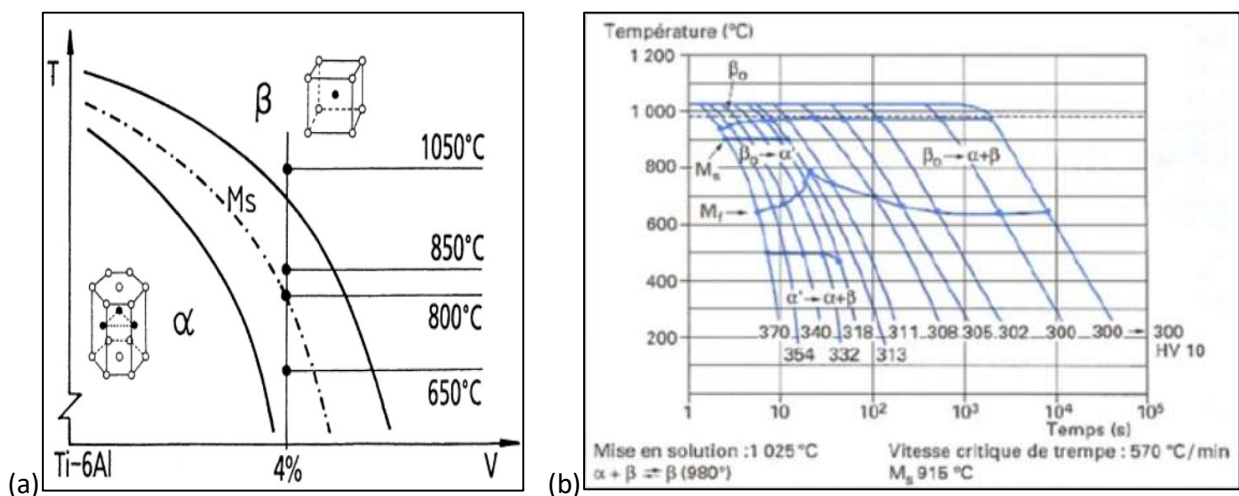 T
β
1050°C
Ms
850°C
α
800°C
650°C
Ti-6Al
4%
V
(a)
Température (°C)
1 200
1 000
800
600
400
200
β₀
β₀→α'
β₀→α+β
Mₛ
M_f
α'→α+β
370 340 318 311 308 305 302 300 300 → 300
354 332 313
HV 10
1 10 10² 10³ 10⁴ 10⁵
Temps (s)
Mise en solution : 1 025 °C
Vitesse critique de trempe : 570 °C/min
α + β ⇌ β (980°)
Mₛ 915 °C
(b)